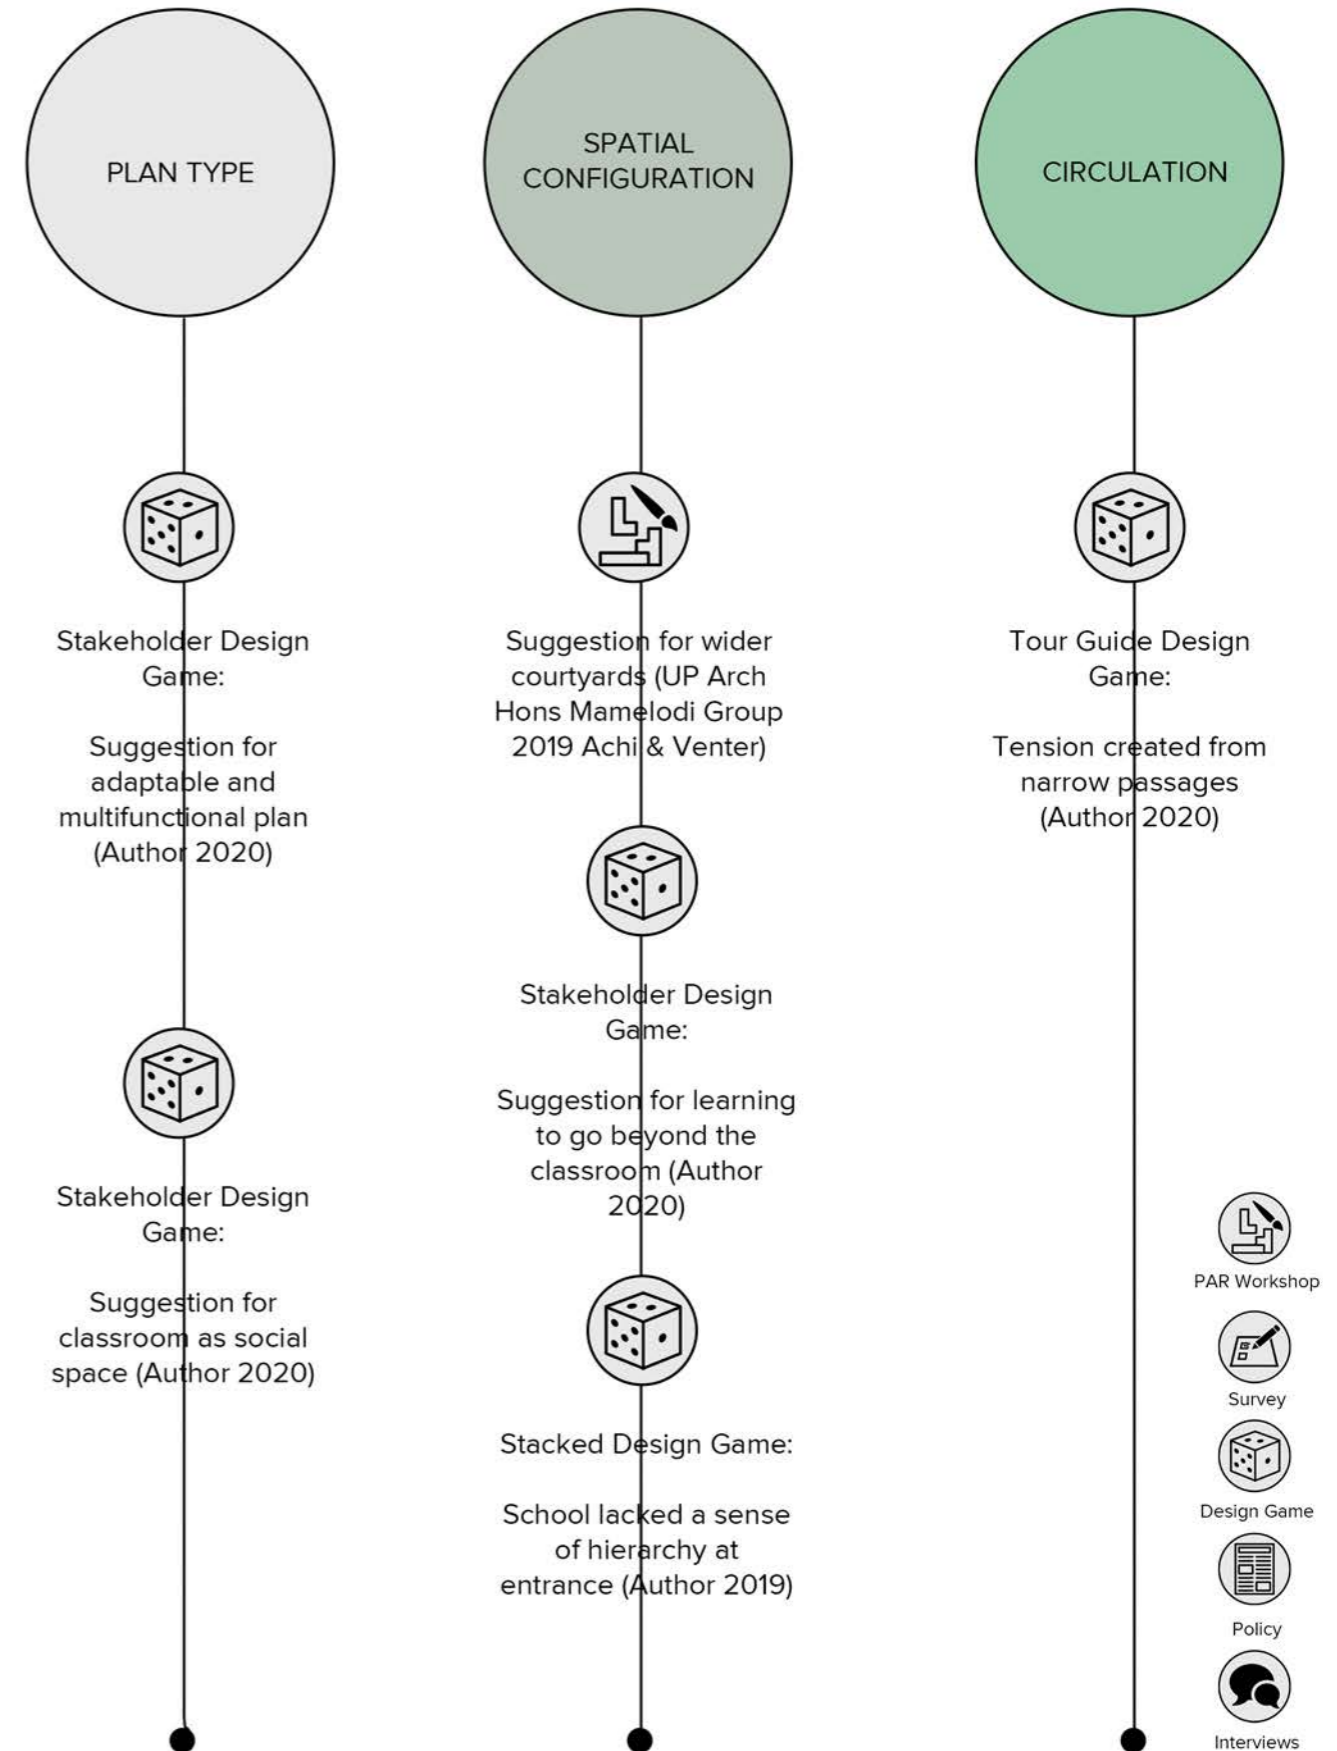 PLAN TYPE
Stakeholder Design
Game:
Suggestion for
adaptable and
multifunctional plan
(Author 2020)
Stakeholder Design
Game:
Suggestion for
classroom as social
space (Author 2020)
SPATIAL
CONFIGURATION
Suggestion for wider
courtyards (UP Arch
Hons Mamelodi Group
2019 Achi & Venter)
Stakeholder Design
Game:
Suggestion for learning
to go beyond the
classroom (Author
2020)
Stacked Design Game:
School lacked a sense
of hierarchy at
entrance (Author 2019)
CIRCULATION
Tour Guide Design
Game:
Tension created from
narrow passages
(Author 2020)
PAR Workshop
Survey
Design Game
Policy
Interviews